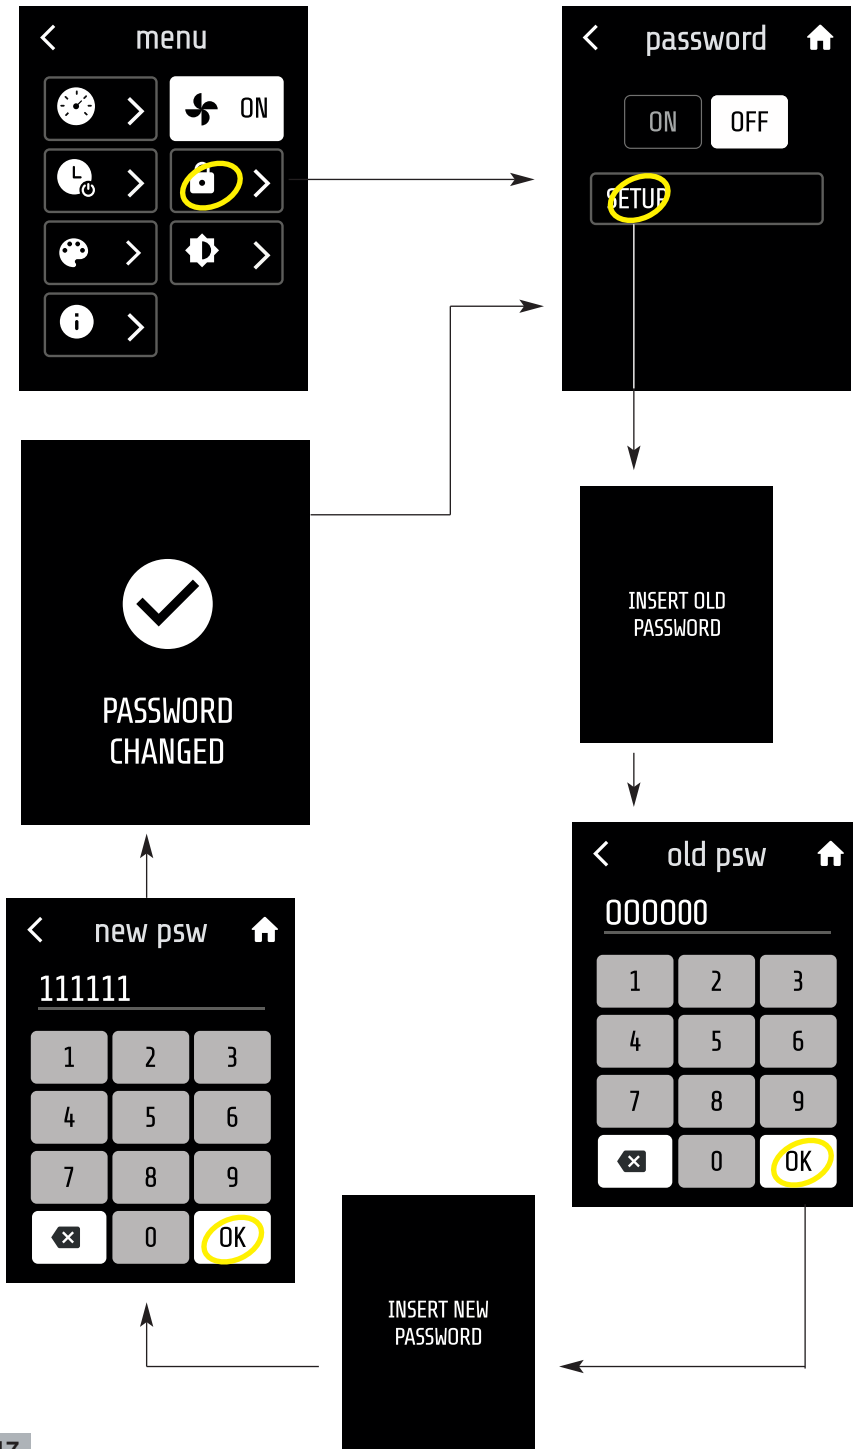 menu
ON
password
ON OFF
SETUP
INSERT OLD
PASSWORD
old psw
000000
1 2 3
4 5 6
7 8 9
0 OK
INSERT NEW
PASSWORD
new psw
111111
1 2 3
4 5 6
7 8 9
0 OK
PASSWORD
CHANGED